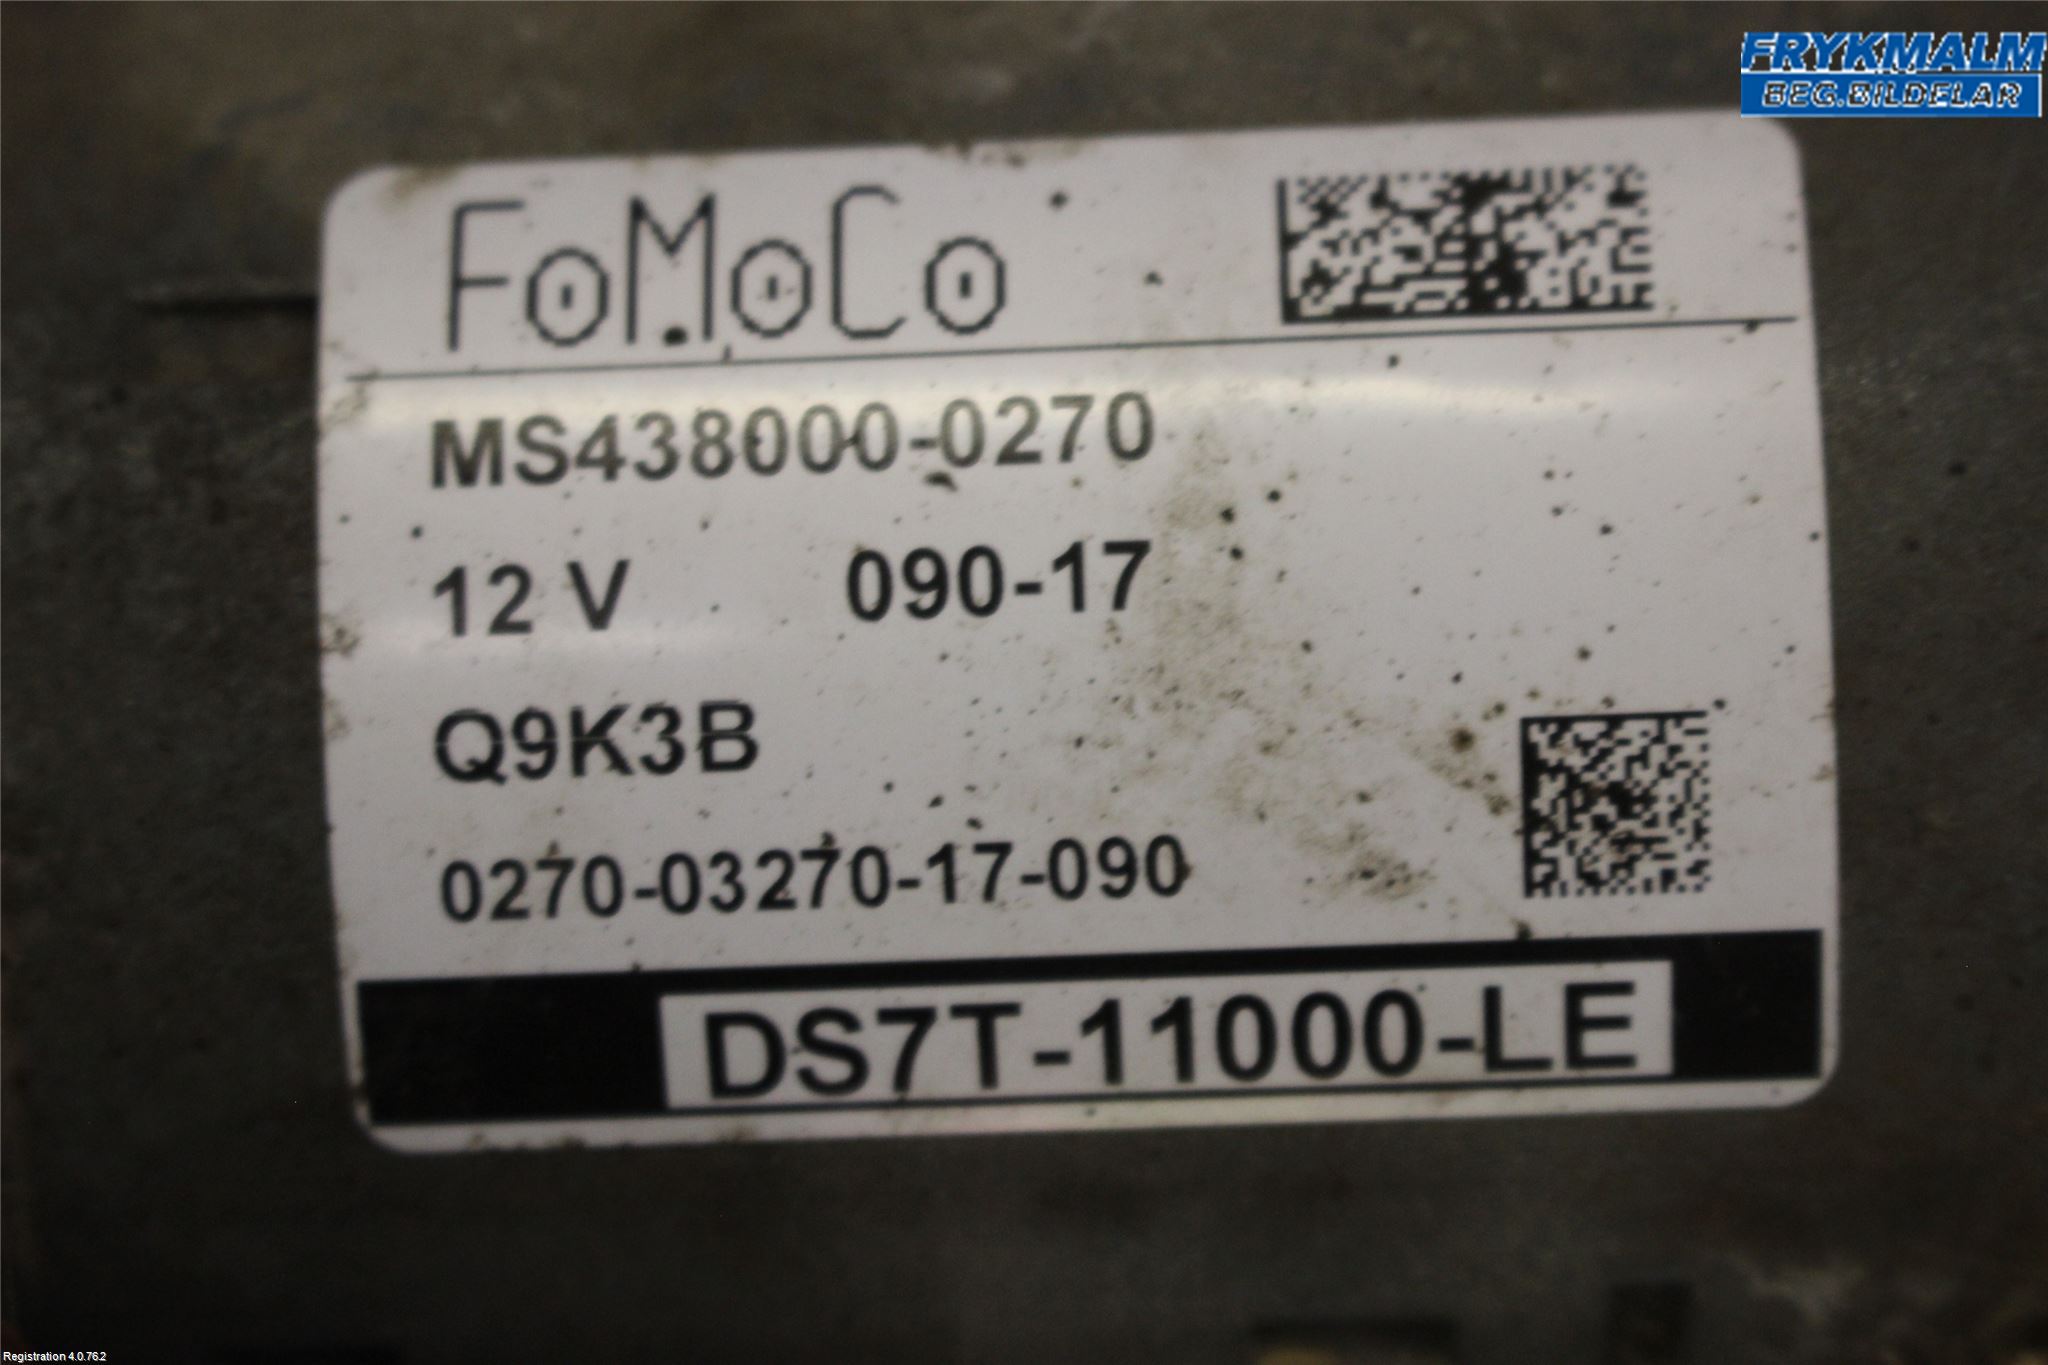 FRYKMALM
BEG.BILDELAR
FoMoCo
MS438000-0270
12 V 090-17
Q9K3B
0270-03270-17-090
DS7T-11000-LE
Registration 4.0.76.2